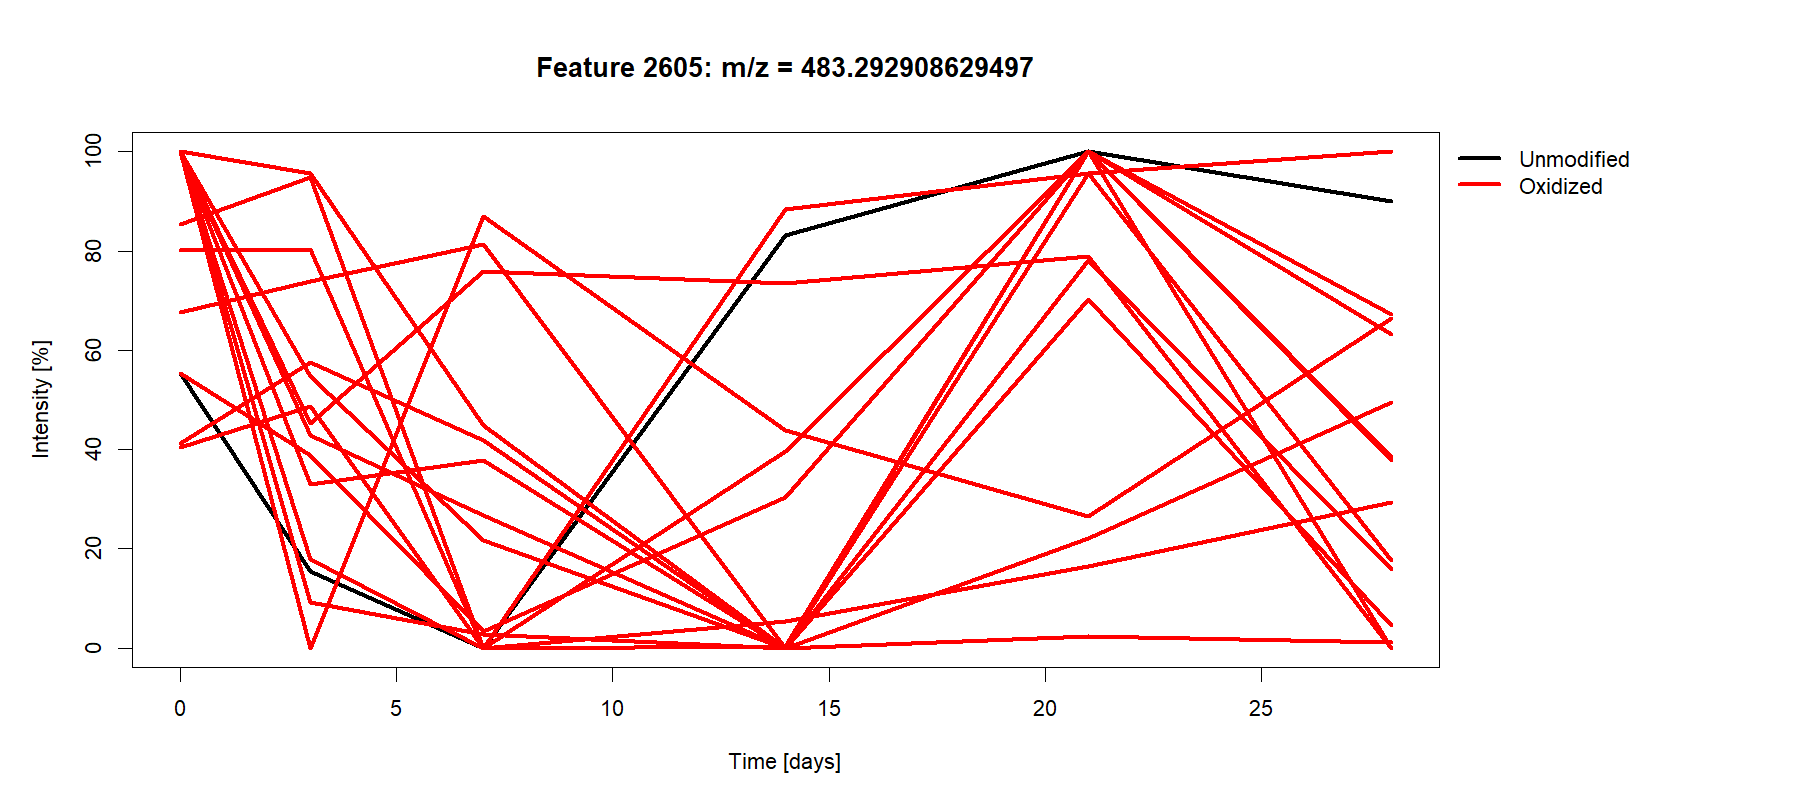 Feature 2605: m/z = 483.292908629497
Unmodified
Oxidized
Intensity [%]
100
80
60
40
20
0
0 5 10 15 20 25
Time [days]